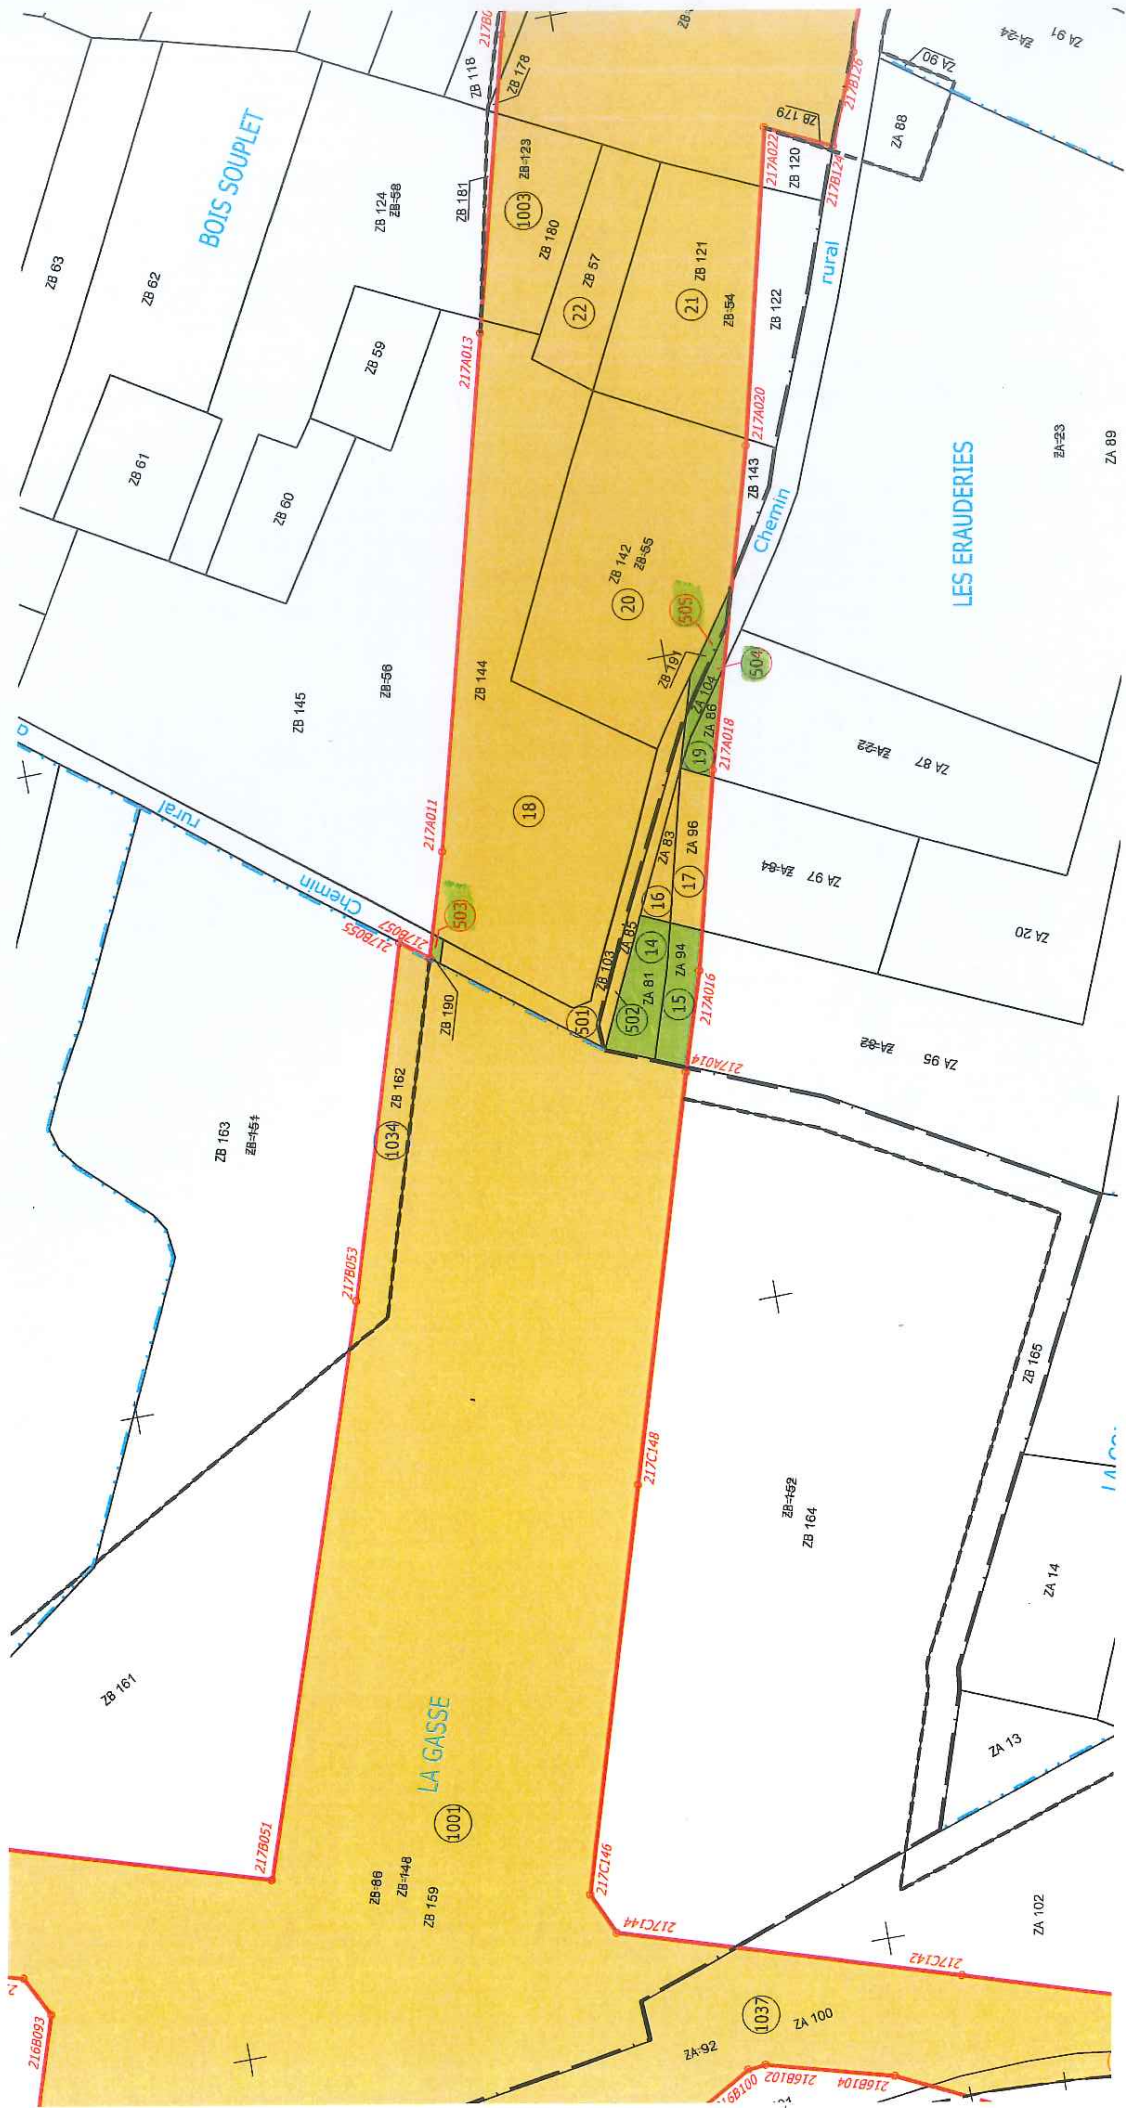 217B0
ZB 118
ZB 178
ZA 91
ZA-24
ZA 90
217B126
ZB 179
ZA 88
217A022
ZB 120
217B124
BOIS SOUPLET
ZB 63
ZB 62
ZB 124
ZB-58
ZB 181
1003
ZB-123
ZB 180
22
ZB 57
21
ZB 121
ZB-54
ZB 122
rural
217A013
ZB 59
ZB 61
ZB 60
217A020
ZB 143
Chemin
LES ERAUDERIES
ZA-23
ZA 89
20
ZB 142
ZB-55
505
504
ZB 191
ZA 104
ZA 86
19
217A018
ZB 145
ZB-56
ZB 144
ZA-22
ZA 87
rural
Chemin
217A011
18
ZA 83
16
ZA 96
17
ZA-84
ZA 97
ZA 20
503
217B055
217B057
ZB 190
ZA 85
ZB 103
14
ZA 81
ZA 94
15
501
502
217A016
217A014
ZA-82
ZA 95
1034
ZB 162
ZB 163
ZB-151
217B053
ZB 165
217C148
ZB-152
ZB 164
ZA 14
ZA 13
ZB 161
LA GASSE
1001
217B051
ZB-86
ZB-148
ZB 159
217C146
217C144
217C142
ZA 102
216B093
1037
ZA 100
ZA-92
216B102
216B104